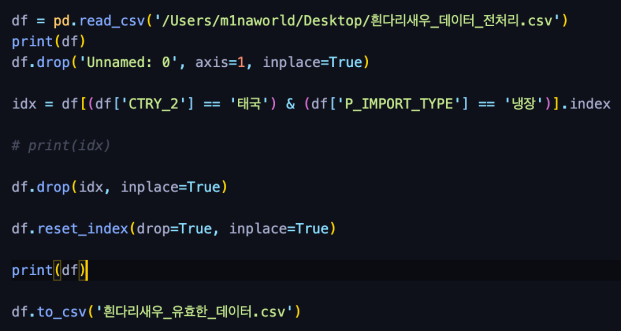 df = pd.read_csv('/Users/m1naworld/Desktop/흰다리새우_데이터_전처리.csv')
print(df)
df.drop('Unnamed: 0', axis=1, inplace=True)
idx = df[(df['CTRY_2'] == '태국') & (df['P_IMPORT_TYPE'] == '냉장')].index
# print(idx)
df.drop(idx, inplace=True)
df.reset_index(drop=True, inplace=True)
print(df)
df.to_csv('흰다리새우_유효한_데이터.csv')